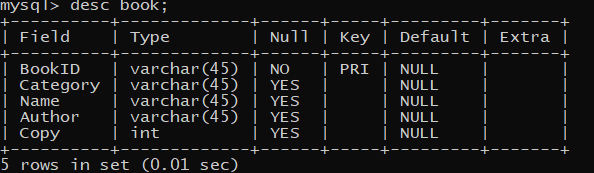 mysql> desc book;
+----------+-------------+------+-----+---------+-------+
| Field    | Type        | Null | Key | Default | Extra |
+----------+-------------+------+-----+---------+-------+
| BookID   | varchar(45) | NO   | PRI | NULL    |       |
| Category | varchar(45) | YES  |     | NULL    |       |
| Name     | varchar(45) | YES  |     | NULL    |       |
| Author   | varchar(45) | YES  |     | NULL    |       |
| Copy     | int         | YES  |     | NULL    |       |
+----------+-------------+------+-----+---------+-------+
5 rows in set (0.01 sec)